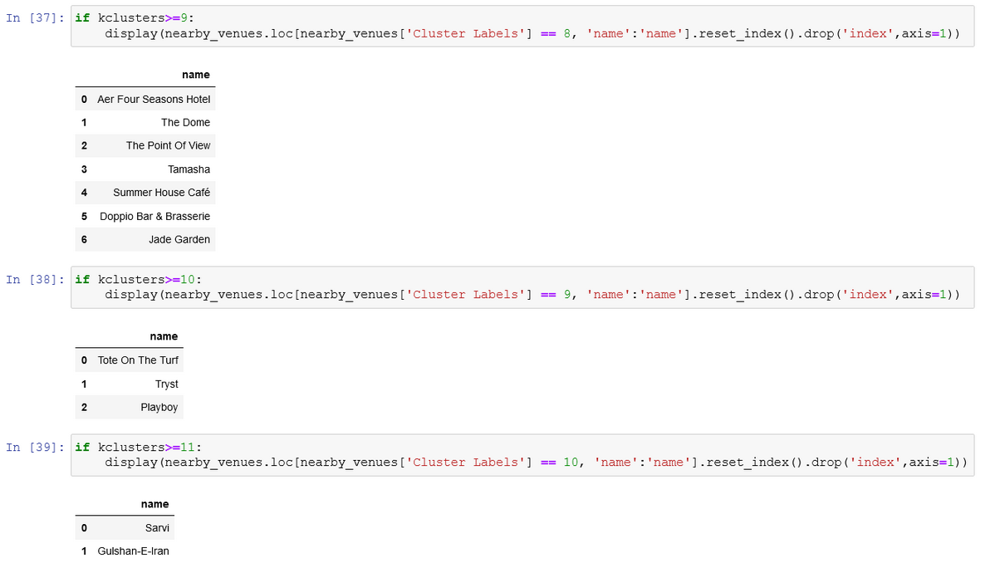 In [37]: if kclusters>=9:
display(nearby_venues.loc[nearby_venues['Cluster Labels'] == 8, 'name':'name'].reset_index().drop('index',axis=1))
name
0 Aer Four Seasons Hotel
1 The Dome
2 The Point Of View
3 Tamasha
4 Summer House Café
5 Doppio Bar & Brasserie
6 Jade Garden
In [38]: if kclusters>=10:
display(nearby_venues.loc[nearby_venues['Cluster Labels'] == 9, 'name':'name'].reset_index().drop('index',axis=1))
name
0 Tote On The Turf
1 Tryst
2 Playboy
In [39]: if kclusters>=11:
display(nearby_venues.loc[nearby_venues['Cluster Labels'] == 10, 'name':'name'].reset_index().drop('index',axis=1))
name
0 Sarvi
1 Gulshan-E-Iran